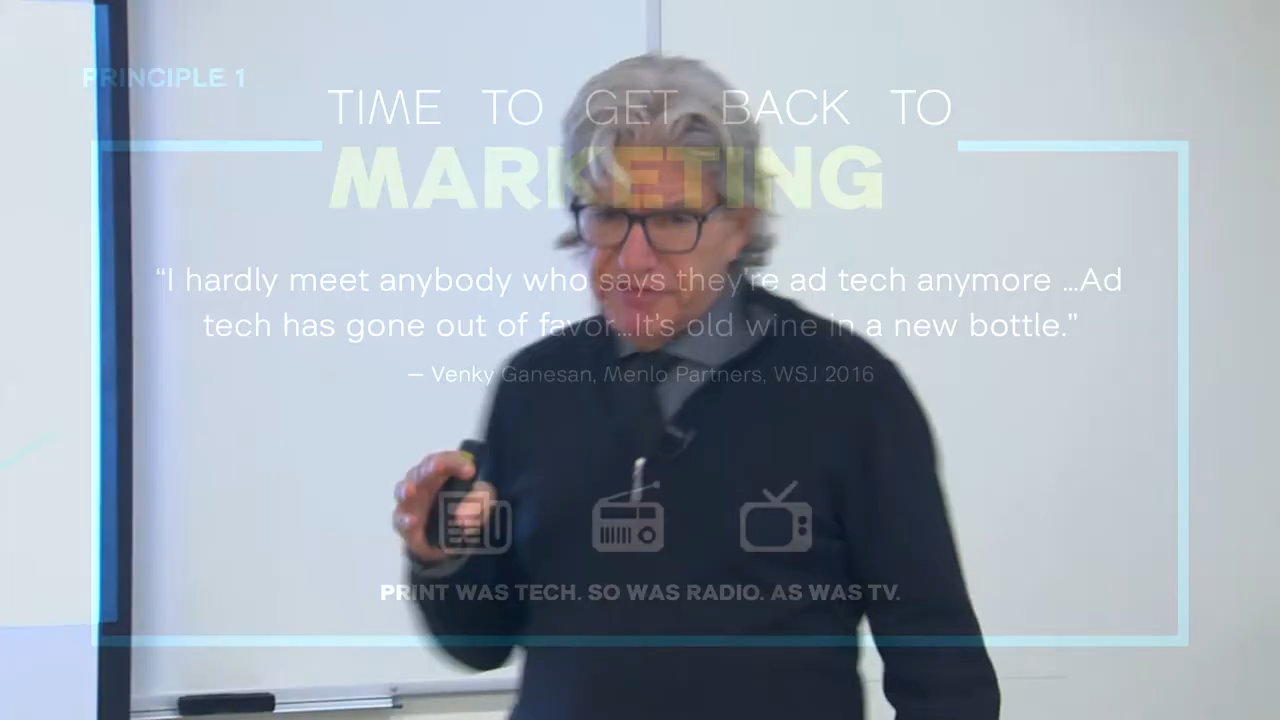 PRINCIPLE 1
TIME TO GET BACK TO
MARKETING
“I hardly meet anybody who says they’re ad tech anymore ...Ad
tech has gone out of favor...It’s old wine in a new bottle.”
— Venky Ganesan, Menlo Partners, WSJ 2016
PRINT WAS TECH. SO WAS RADIO. AS WAS TV.